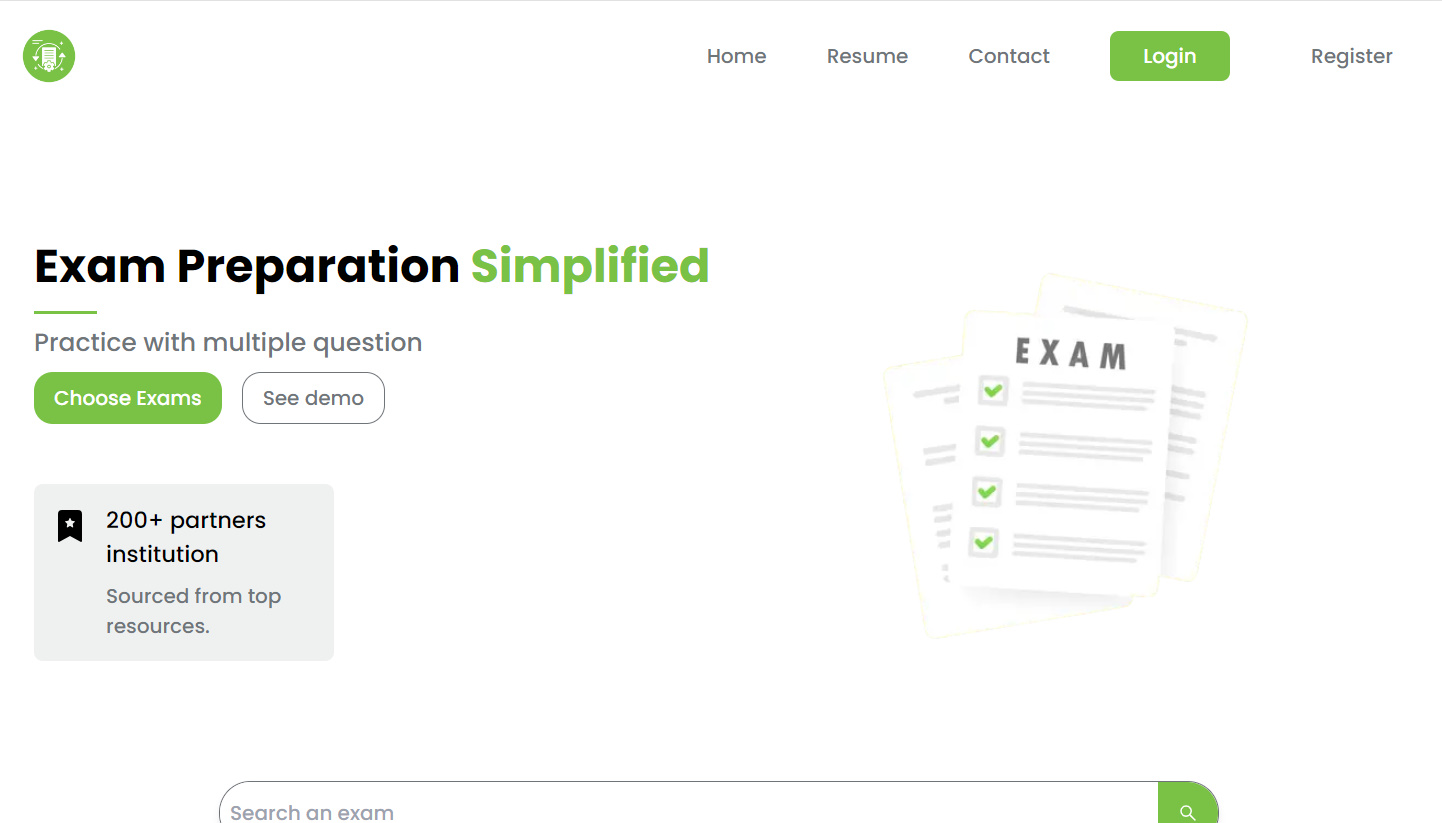 Home Resume Contact Login Register
Exam Preparation Simplified
Practice with multiple question
Choose Exams See demo
200+ partners
institution
Sourced from top
resources.
EXAM
Search an exam